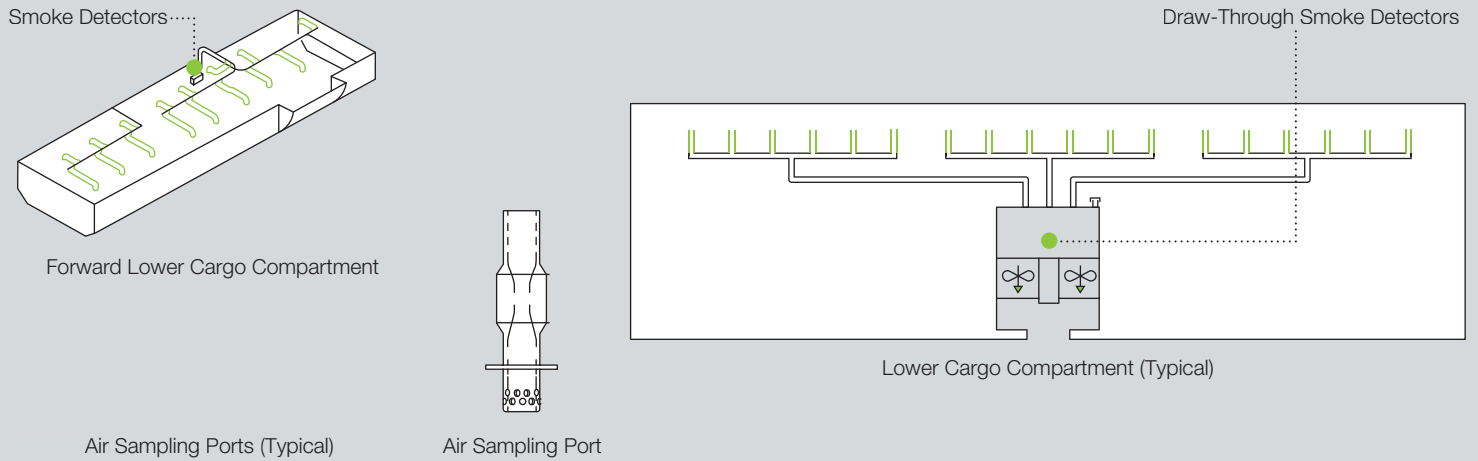 Smoke Detectors
Draw-Through Smoke Detectors
Forward Lower Cargo Compartment
Lower Cargo Compartment (Typical)
Air Sampling Ports (Typical)
Air Sampling Port